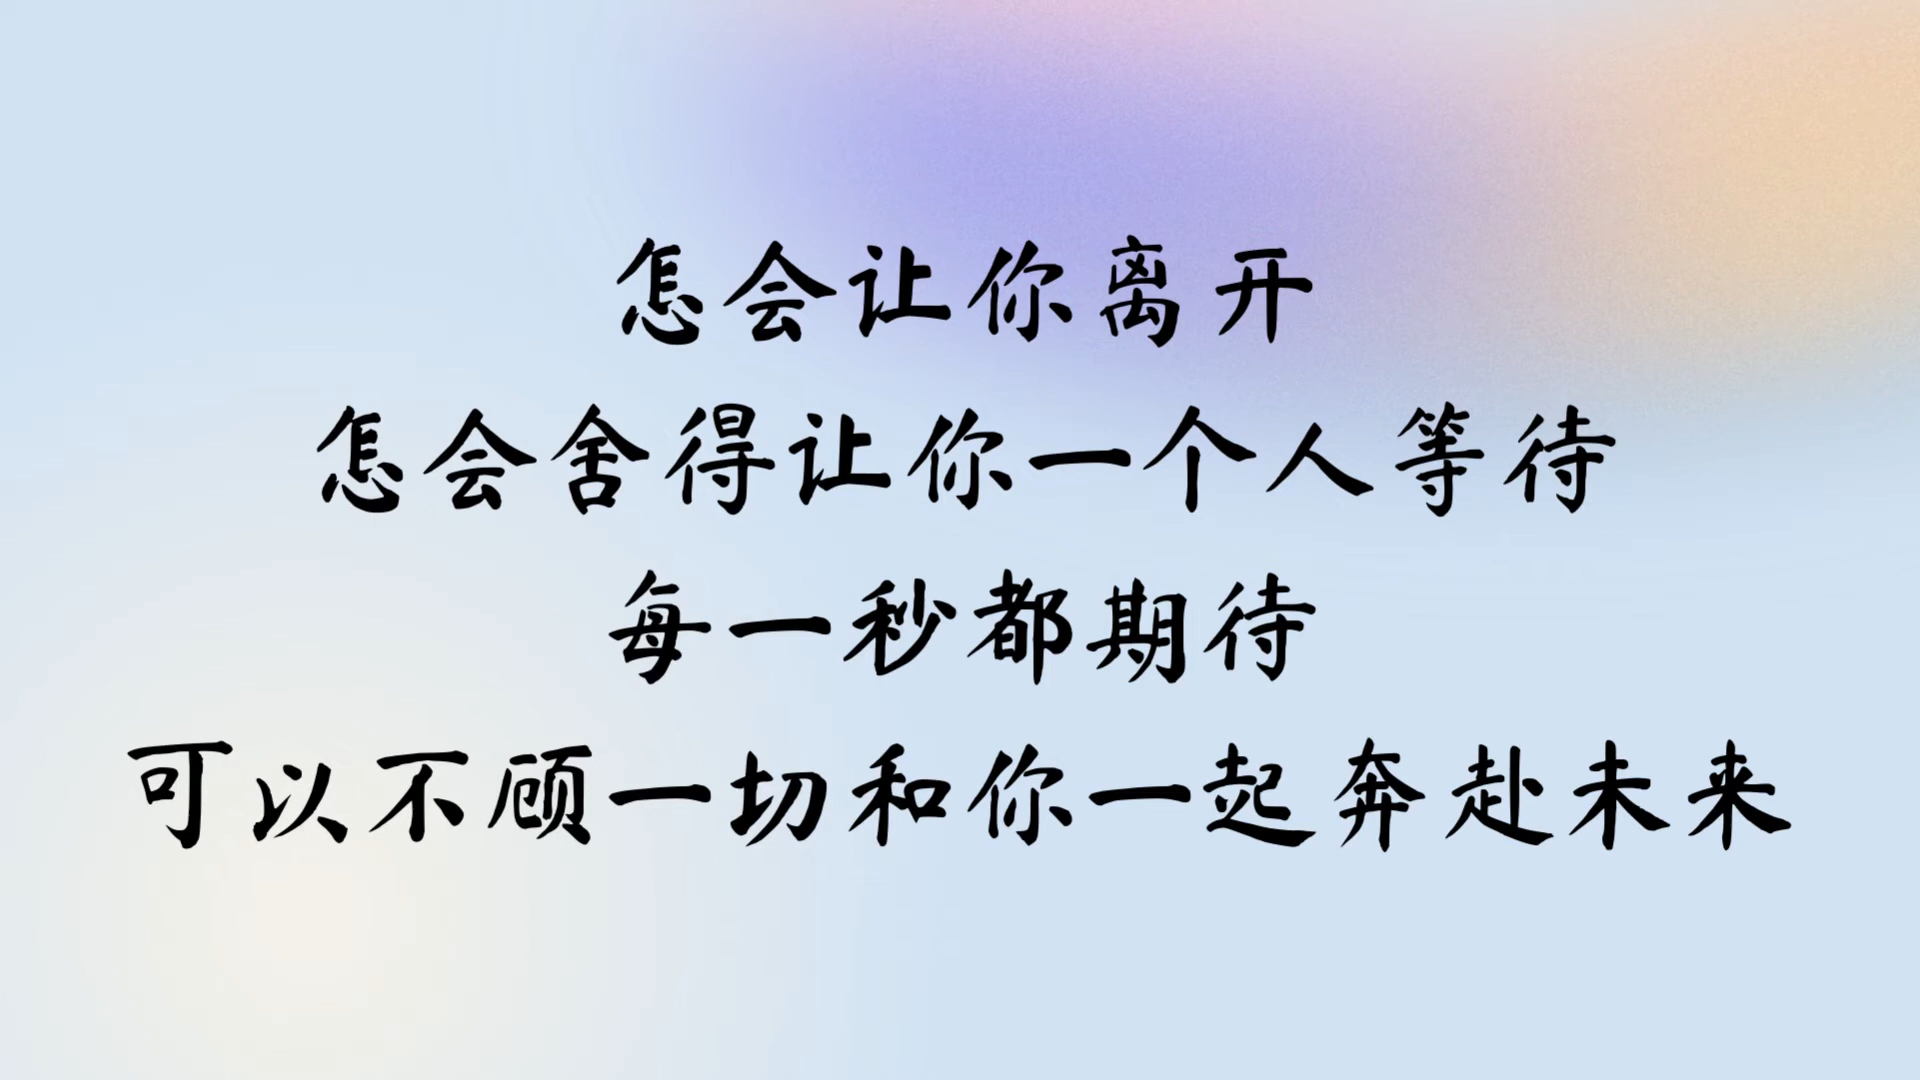 怎会让你离开
怎会舍得让你一个人等待
每一秒都期待
可以不顾一切和你一起奔赴未来